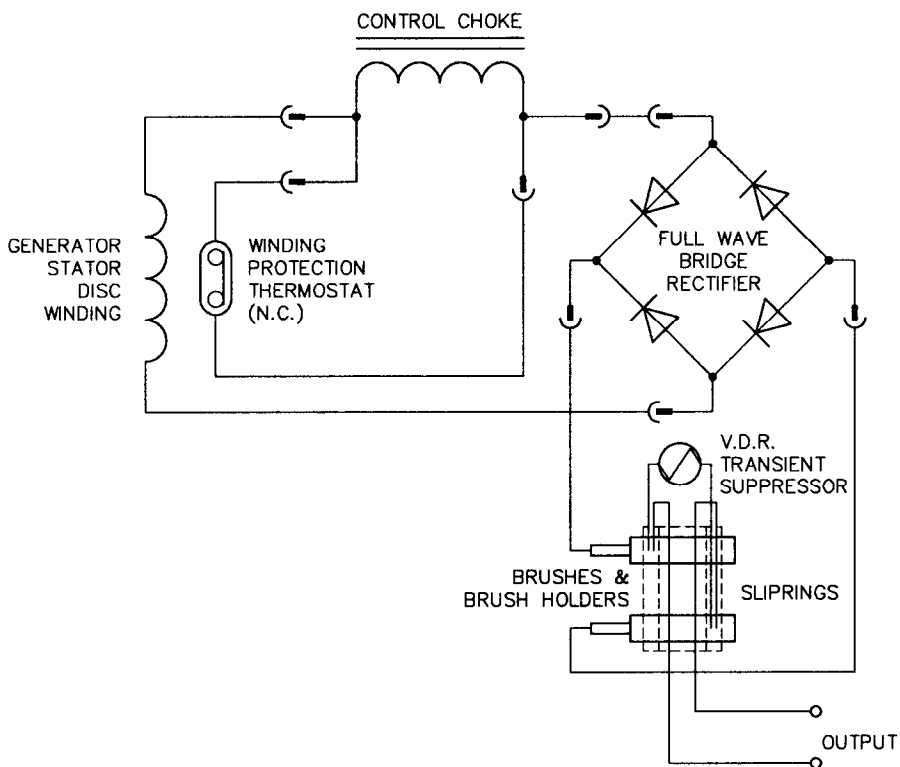 CONTROL CHOKE
GENERATOR
STATOR
DISC
WINDING
WINDING
PROTECTION
THERMOSTAT
(N.C.)
FULL WAVE
BRIDGE
RECTIFIER
V.D.R.
TRANSIENT
SUPPRESSOR
BRUSHES &
BRUSH HOLDERS
SLIPRINGS
OUTPUT